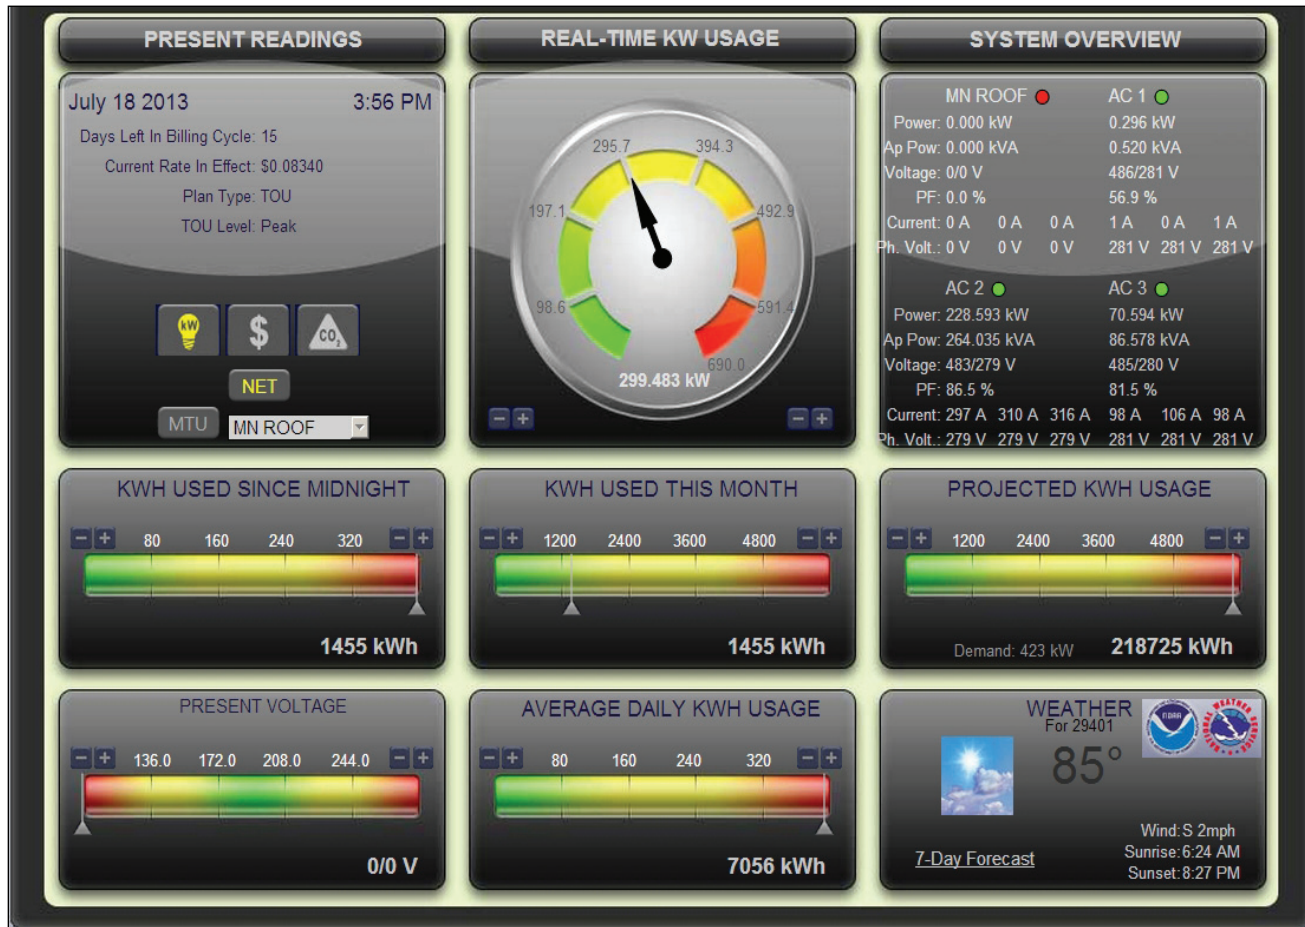 PRESENT READINGS
July 18 2013 3:56 PM
Days Left In Billing Cycle: 15
Current Rate In Effect: $0.08340
Plan Type: TOU
TOU Level: Peak
kW $ CO2
NET
MTU MN ROOF
REAL-TIME KW USAGE
295.7 394.3
197.1 492.9
98.6 591.4
690.0
299.483 kW
- + - +
SYSTEM OVERVIEW
MN ROOF AC 1
Power: 0.000 kW 0.296 kW
Ap Pow: 0.000 kVA 0.520 kVA
Voltage: 0/0 V 486/281 V
PF: 0.0 % 56.9 %
Current: 0 A 0 A 0 A 1 A 0 A 1 A
Ph. Volt.: 0 V 0 V 0 V 281 V 281 V 281 V
AC 2 AC 3
Power: 228.593 kW 70.594 kW
Ap Pow: 264.035 kVA 86.578 kVA
Voltage: 483/279 V 485/280 V
PF: 86.5 % 81.5 %
Current: 297 A 310 A 316 A 98 A 106 A 98 A
Ph. Volt.: 279 V 279 V 279 V 281 V 281 V 281 V
KWH USED SINCE MIDNIGHT
- + 80 160 240 320 - +
1455 kWh
KWH USED THIS MONTH
- + 1200 2400 3600 4800 - +
1455 kWh
PROJECTED KWH USAGE
- + 1200 2400 3600 4800 - +
Demand: 423 kW 218725 kWh
PRESENT VOLTAGE
- + 136.0 172.0 208.0 244.0 - +
0/0 V
AVERAGE DAILY KWH USAGE
- + 80 160 240 320 - +
7056 kWh
WEATHER
For 29401
85°
NOAA
NATIONAL WEATHER SERVICE
Wind: S 2mph
7-Day Forecast
Sunrise: 6:24 AM
Sunset: 8:27 PM